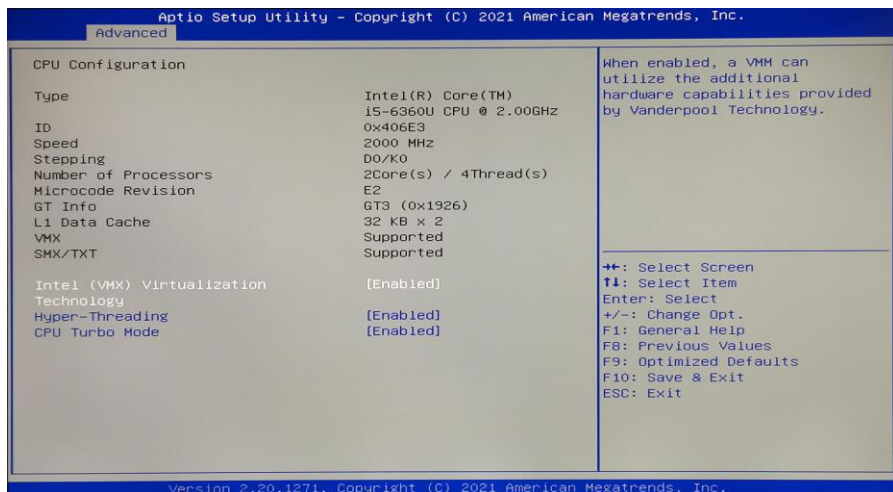 Aptio Setup Utility – Copyright (C) 2021 American Megatrends, Inc.
Advanced
CPU Configuration
Type Intel(R) Core(TM)
i5-6360U CPU @ 2.00GHz
ID 0x406E3
Speed 2000 MHz
Stepping D0/K0
Number of Processors 2Core(s) / 4Thread(s)
Microcode Revision E2
GT Info GT3 (0x1926)
L1 Data Cache 32 KB x 2
VMX Supported
SMX/TXT Supported
Intel (VMX) Virtualization [Enabled]
Technology
Hyper-Threading [Enabled]
CPU Turbo Mode [Enabled]
When enabled, a VMM can
utilize the additional
hardware capabilities provided
by Vanderpool Technology.
→←: Select Screen
↑↓: Select Item
Enter: Select
+/-: Change Opt.
F1: General Help
F8: Previous Values
F9: Optimized Defaults
F10: Save & Exit
ESC: Exit
Version 2.20.1271. Copyright (C) 2021 American Megatrends, Inc.